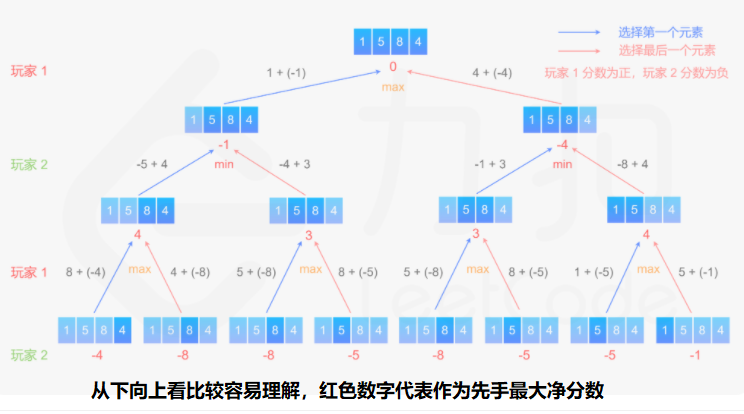 1 5 8 4
选择第一个元素
选择最后一个元素
玩家 1
1 + (-1)
0
4 + (-4)
玩家 1 分数为正，玩家 2 分数为负
max
1 5 8 4
1 5 8 4
-1
-4
玩家 2
-5 + 4
min
-4 + 3
-1 + 3
min
-8 + 4
1 5 8 4
1 5 8 4
1 5 8 4
1 5 8 4
4
3
3
4
玩家 1
8 + (-4)
max
4 + (-8)
5 + (-8)
max
8 + (-5)
5 + (-8)
max
8 + (-5)
1 + (-5)
max
5 + (-1)
1 5 8 4
1 5 8 4
1 5 8 4
1 5 8 4
1 5 8 4
1 5 8 4
1 5 8 4
1 5 8 4
玩家 2
-4
-8
-8
-5
-8
-5
-5
-1
力扣
LeetCode
从下向上看比较容易理解，红色数字代表作为先手最大净分数